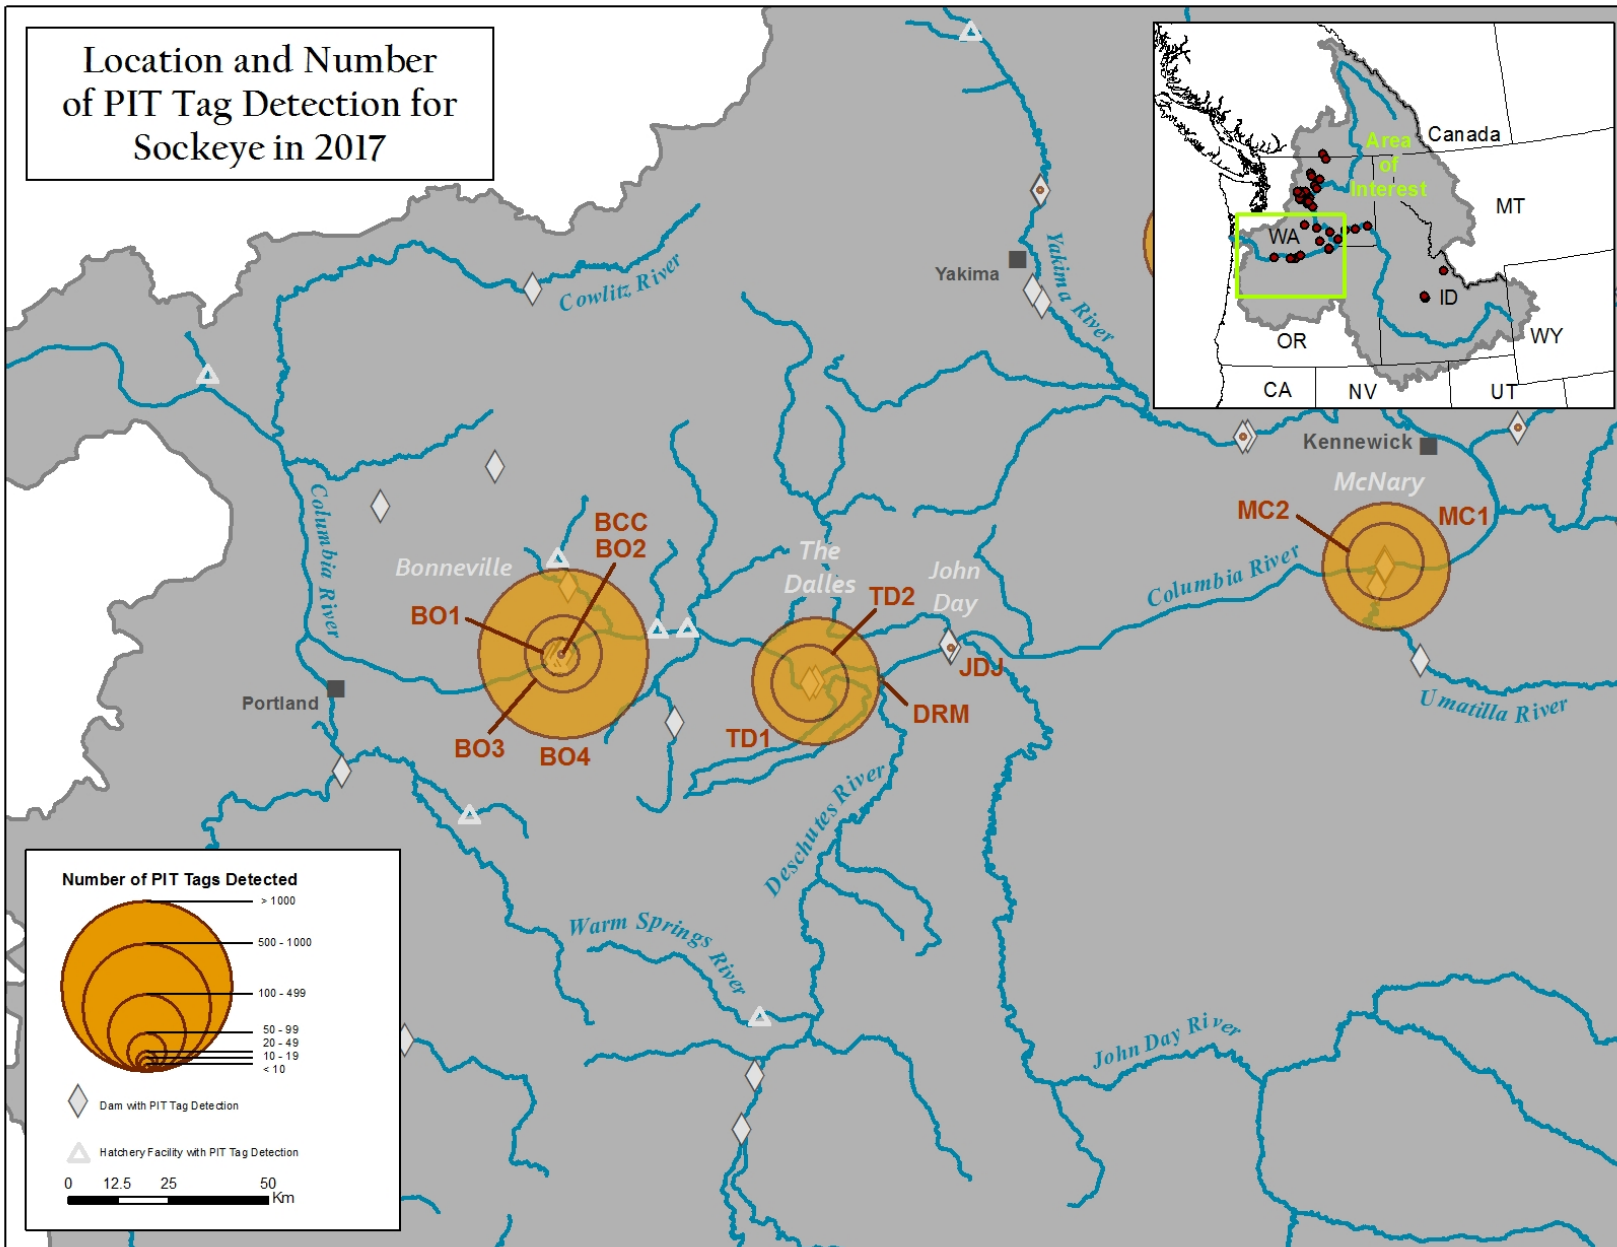 Location and Number
of PIT Tag Detection for
Sockeye in 2017
Canada
Area
of
Interest
MT
WA
ID
OR
WY
CA
NV
UT
Cowlitz River
Yakima
Yakima River
Kennewick
McNary
MC2
MC1
Columbia River
BCC
BO2
Bonneville
BO1
The
Dalles
TD2
John
Day
Columbia River
JDJ
Portland
DRM
Umatilla River
TD1
BO3
BO4
Deschutes River
Warm Springs
River
John Day River
Number of PIT Tags Detected
> 1000
500 - 1000
100 - 499
50 - 99
20 - 49
10 - 19
< 10
Dam with PIT Tag Detection
Hatchery Facility with PIT Tag Detection
0 12.5 25 50
Km